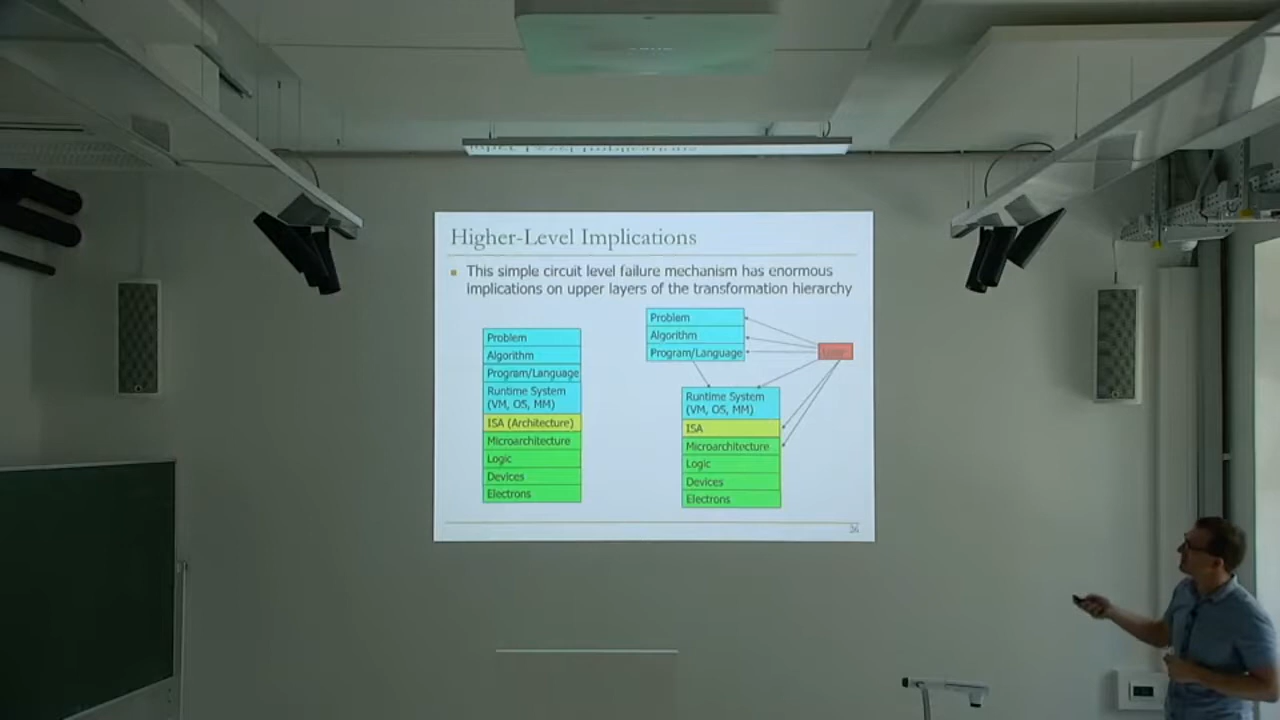 Higher-Level Implications
This simple circuit level failure mechanism has enormous
implications on upper layers of the transformation hierarchy
Problem
Algorithm
Program/Language
Runtime System
(VM, OS, MM)
ISA (Architecture)
Microarchitecture
Logic
Devices
Electrons
Problem
Algorithm
Program/Language
Runtime System
(VM, OS, MM)
ISA
Microarchitecture
Logic
Devices
Electrons